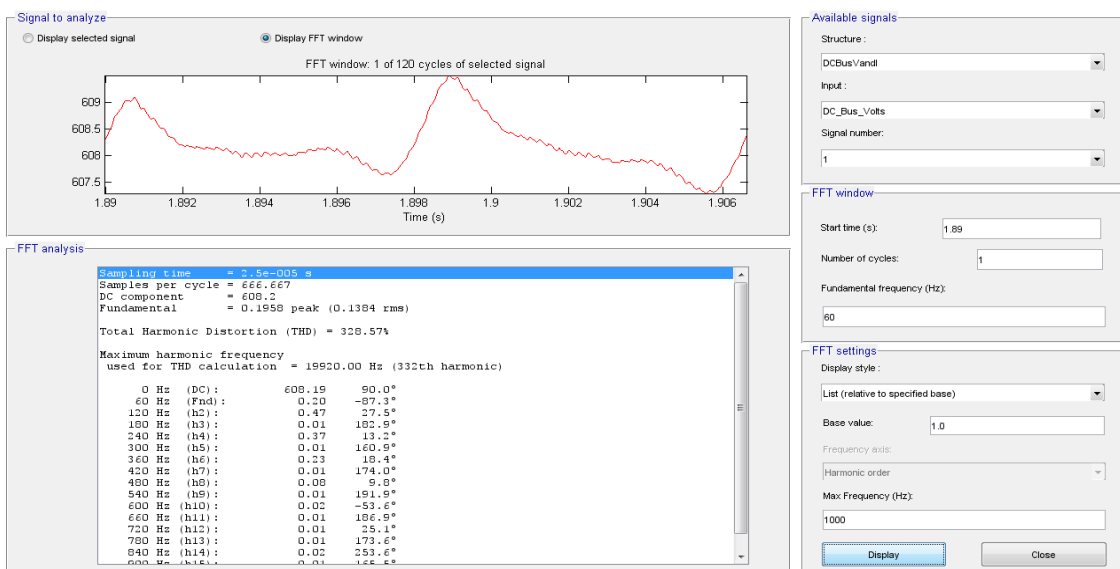 Signal to analyze
Display selected signal
Display FFT window
FFT window: 1 of 120 cycles of selected signal
609
608.5
608
607.5
1.89 1.892 1.894 1.896 1.898 1.9 1.902 1.904 1.906
Time (s)
FFT analysis
Sampling time = 2.5e-005 s
Samples per cycle = 666.667
DC component = 608.2
Fundamental = 0.1958 peak (0.1384 rms)
Total Harmonic Distortion (THD) = 328.57%
Maximum harmonic frequency
used for THD calculation = 19920.00 Hz (332th harmonic)
0 Hz (DC): 608.19 90.0°
60 Hz (Fnd): 0.20 -87.3°
120 Hz (h2): 0.47 27.5°
180 Hz (h3): 0.01 182.9°
240 Hz (h4): 0.37 13.2°
300 Hz (h5): 0.01 160.9°
360 Hz (h6): 0.23 18.4°
420 Hz (h7): 0.01 174.0°
480 Hz (h8): 0.08 9.8°
540 Hz (h9): 0.01 191.9°
600 Hz (h10): 0.02 -53.6°
660 Hz (h11): 0.01 186.9°
720 Hz (h12): 0.01 25.1°
780 Hz (h13): 0.01 173.6°
840 Hz (h14): 0.02 253.6°
900 Hz (h15): 0.01 165.5°
Available signals
Structure :
DCBusVandI
Input :
DC_Bus_Volts
Signal number:
1
FFT window
Start time (s): 1.89
Number of cycles: 1
Fundamental frequency (Hz):
60
FFT settings
Display style :
List (relative to specified base)
Base value: 1.0
Frequency axis:
Harmonic order
Max Frequency (Hz):
1000
Display Close